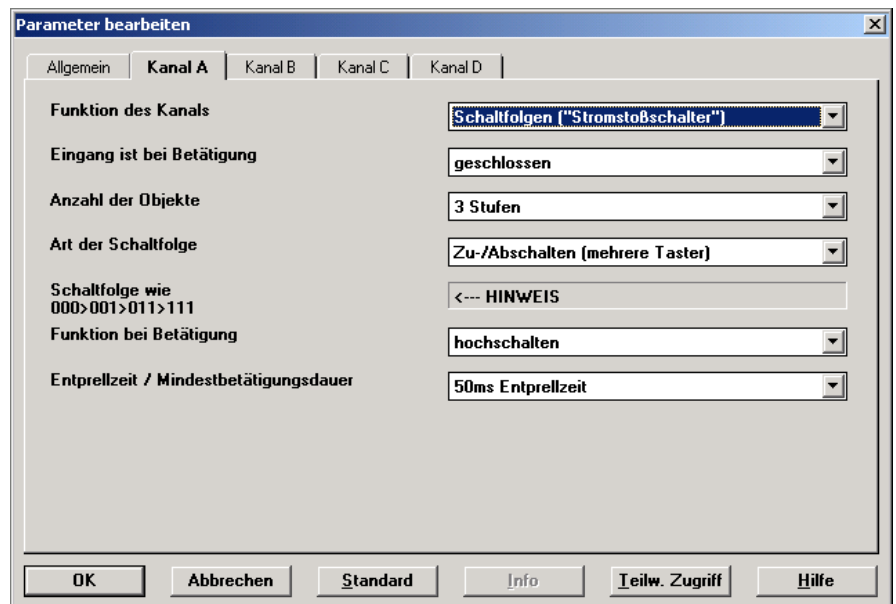 Parameter bearbeiten
Allgemein Kanal A Kanal B Kanal C Kanal D
Funktion des Kanals Schaltfolgen ("Stromstoßschalter")
Eingang ist bei Betätigung geschlossen
Anzahl der Objekte 3 Stufen
Art der Schaltfolge Zu-/Abschalten (mehrere Taster)
Schaltfolge wie
000>001>011>111 <--- HINWEIS
Funktion bei Betätigung hochschalten
Entprellzeit / Mindestbetätigungsdauer 50ms Entprellzeit
OK Abbrechen Standard Info Teilw. Zugriff Hilfe